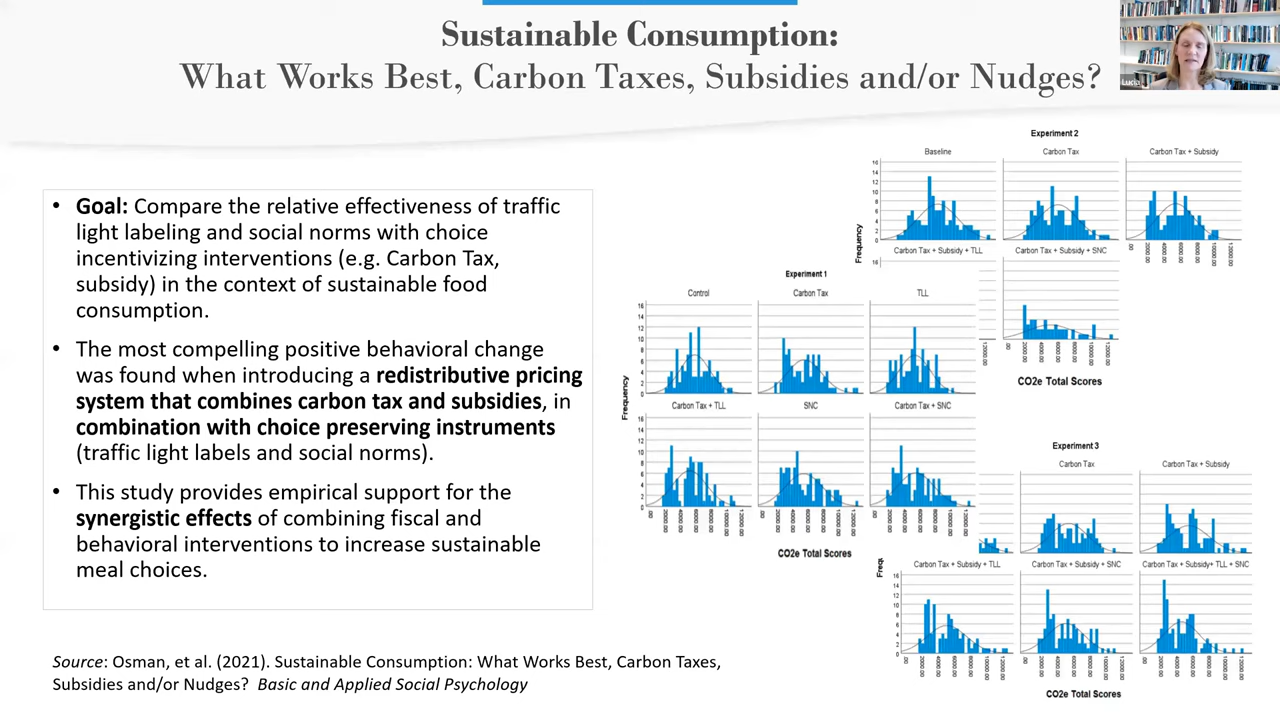 Sustainable Consumption:
What Works Best, Carbon Taxes, Subsidies and/or Nudges?
• Goal: Compare the relative effectiveness of traffic
light labeling and social norms with choice
incentivizing interventions (e.g. Carbon Tax,
subsidy) in the context of sustainable food
consumption.
• The most compelling positive behavioral change
was found when introducing a redistributive pricing
system that combines carbon tax and subsidies, in
combination with choice preserving instruments
(traffic light labels and social norms).
• This study provides empirical support for the
synergistic effects of combining fiscal and
behavioral interventions to increase sustainable
meal choices.
Source: Osman, et al. (2021). Sustainable Consumption: What Works Best, Carbon Taxes,
Subsidies and/or Nudges? Basic and Applied Social Psychology
Experiment 2
Baseline
Carbon Tax
Carbon Tax + Subsidy
Frequency
Carbon Tax + Subsidy + TLL
Carbon Tax + Subsidy + SNC
CO2e Total Scores
Experiment 1
Control
Carbon Tax
TLL
Frequency
Carbon Tax + TLL
SNC
Carbon Tax + SNC
CO2e Total Scores
Experiment 3
Carbon Tax
Carbon Tax + Subsidy
Carbon Tax + Subsidy + TLL
Carbon Tax + Subsidy + SNC
Carbon Tax + Subsidy+ TLL + SNC
CO2e Total Scores